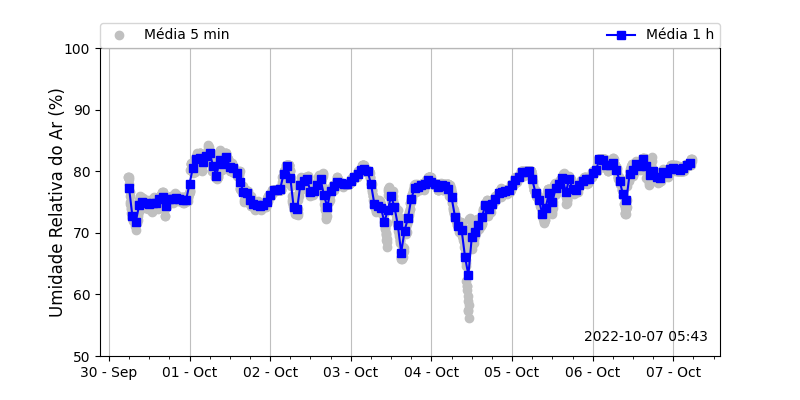 Média 5 min
Média 1 h
Umidade Relativa do Ar (%)
100
90
80
70
60
50
2022-10-07 05:43
30 - Sep
01 - Oct
02 - Oct
03 - Oct
04 - Oct
05 - Oct
06 - Oct
07 - Oct